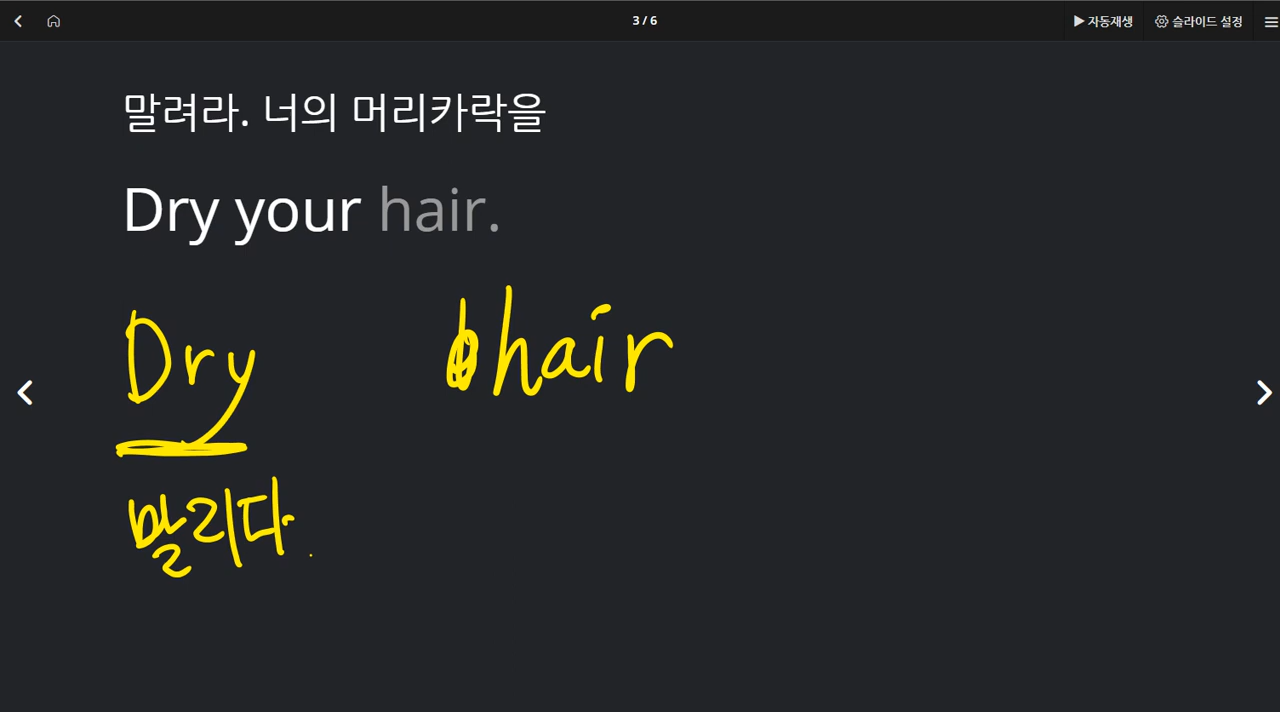 3 / 6
자동재생
슬라이드 설정
말려라. 너의 머리카락을
Dry your hair.
Dry hair
말리다.